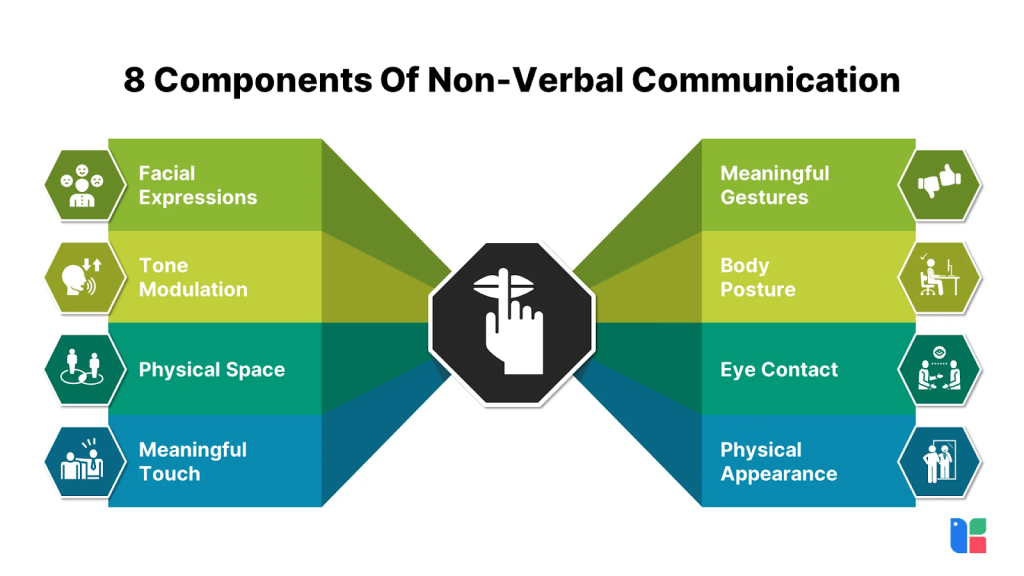 8 Components Of Non-Verbal Communication
Facial
Expressions
Tone
Modulation
Physical Space
Meaningful
Touch
Meaningful
Gestures
Body
Posture
Eye Contact
Physical
Appearance